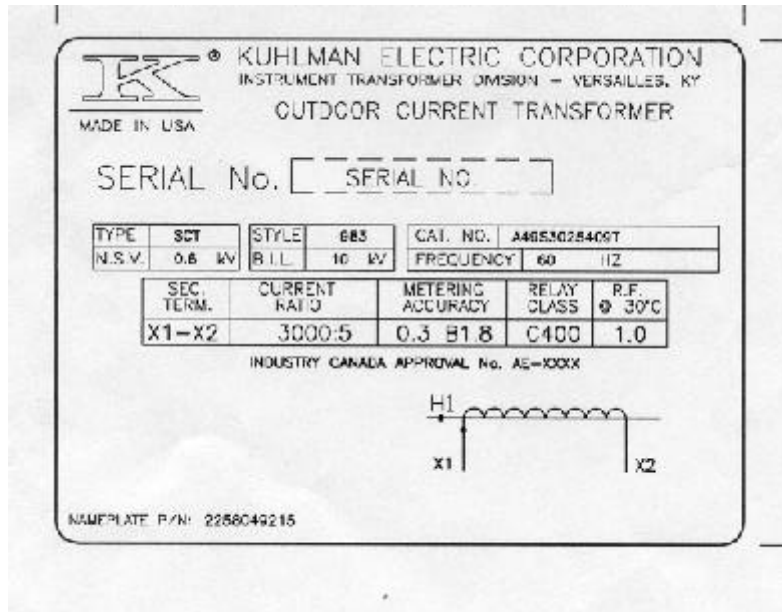 K ® KUHLMAN ELECTRIC CORPORATION
INSTRUMENT TRANSFORMER DIVISION – VERSAILLES, KY
MADE IN USA
OUTDOOR CURRENT TRANSFORMER
SERIAL No. SERIAL NO.
TYPE SCT STYLE 983 CAT. NO.
N.S.V. 0.6 kV B.I.L. 10 kV FREQUENCY 60 HZ
SEC. TERM. CURRENT RATIO METERING ACCURACY RELAY CLASS R.F. @ 30°C
X1–X2 3000:5 0.3 B1.8 C400 1.0
INDUSTRY CANADA APPROVAL No. AE–XXXX
H1
X1 X2
NAMEPLATE P/N: 2258049215